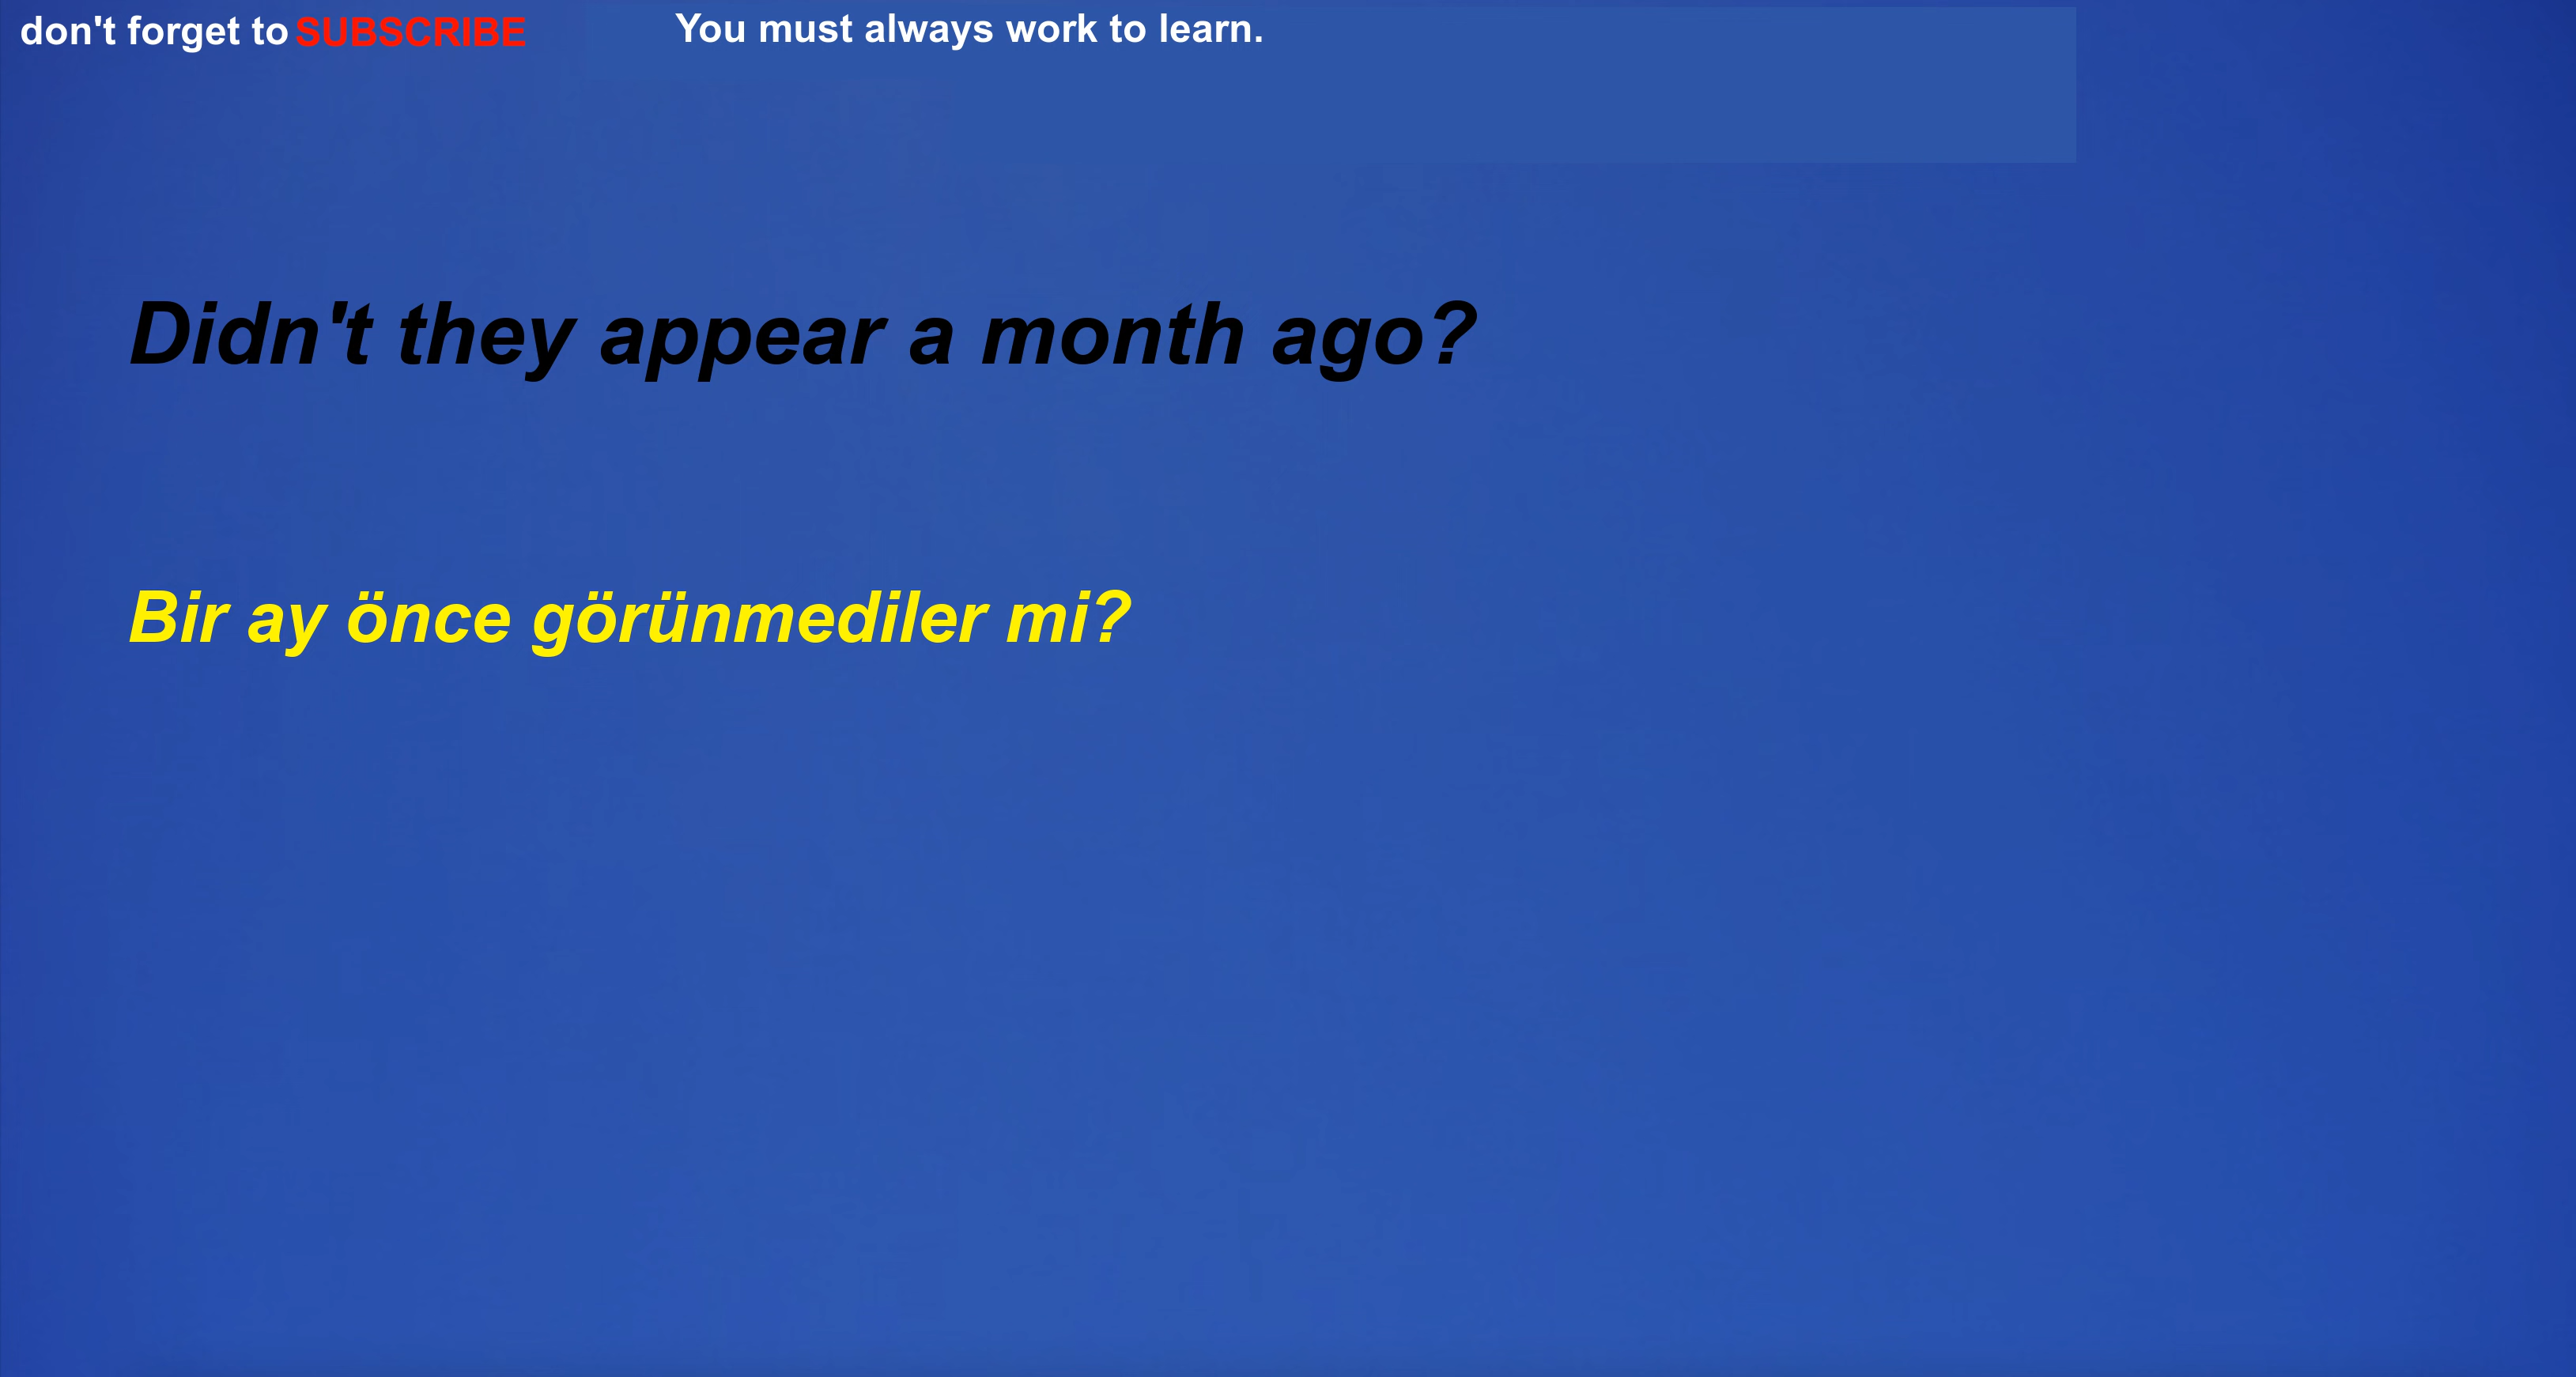 don't forget to SUBSCRIBE
You must always work to learn.
Didn't they appear a month ago?
Bir ay önce görünmediler mi?